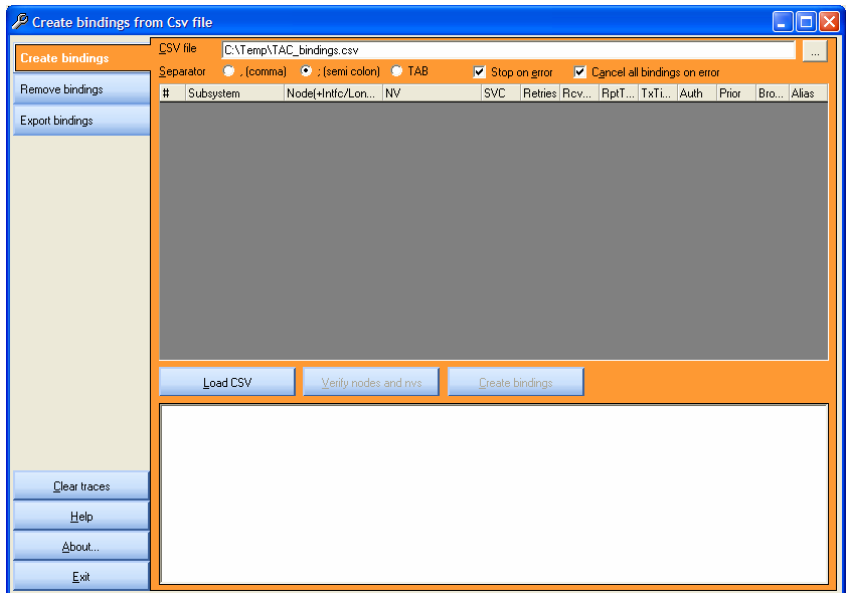 Create bindings from Csv file
Create bindings
Remove bindings
Export bindings
CSV file C:\Temp\TAC_bindings.csv ...
Separator , (comma) ; (semi colon) TAB Stop on error Cancel all bindings on error
# Subsystem Node(+Intfc/Lon... NV SVC Retries Rcv... RptT... TxTi... Auth Prior Bro... Alias
Load CSV Verify nodes and nvs Create bindings
Clear traces
Help
About...
Exit